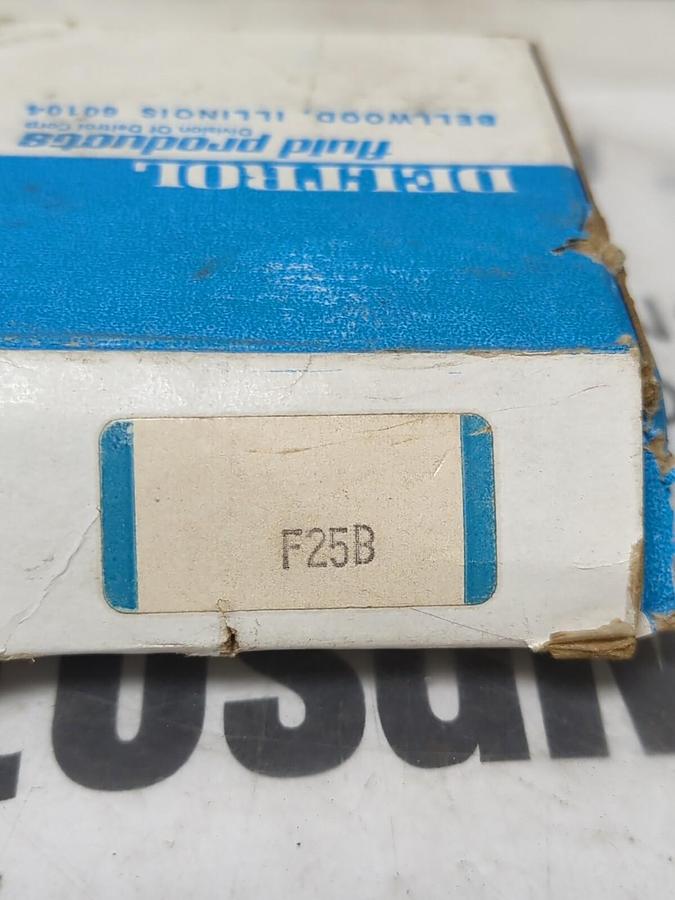 DELTROL
fluid products
Division Of Deltrol Corp
BELLWOOD, ILLINOIS 60104
F25B